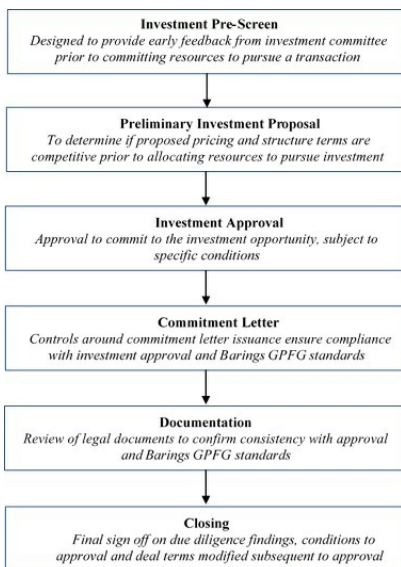 Investment Pre-Screen
Designed to provide early feedback from investment committee
prior to committing resources to pursue a transaction
Preliminary Investment Proposal
To determine if proposed pricing and structure terms are
competitive prior to allocating resources to pursue investment
Investment Approval
Approval to commit to the investment opportunity, subject to
specific conditions
Commitment Letter
Controls around commitment letter issuance ensure compliance
with investment approval and Barings GPFG standards
Documentation
Review of legal documents to confirm consistency with approval
and Barings GPFG standards
Closing
Final sign off on due diligence findings, conditions to
approval and deal terms modified subsequent to approval